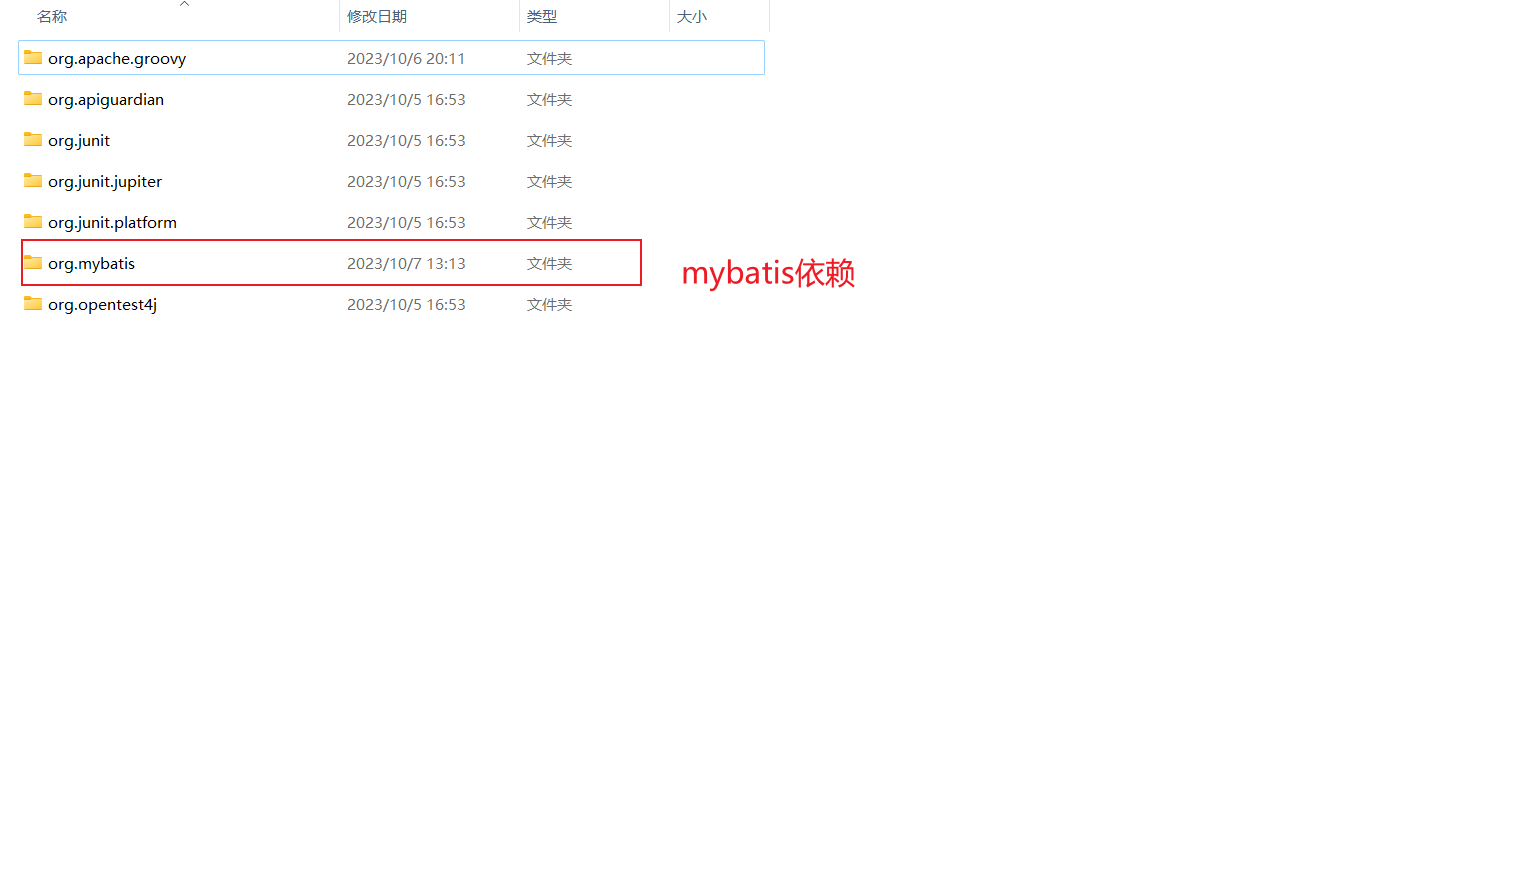 名称 修改日期 类型 大小
org.apache.groovy 2023/10/6 20:11 文件夹
org.apiguardian 2023/10/5 16:53 文件夹
org.junit 2023/10/5 16:53 文件夹
org.junit.jupiter 2023/10/5 16:53 文件夹
org.junit.platform 2023/10/5 16:53 文件夹
org.mybatis 2023/10/7 13:13 文件夹 mybatis依赖
org.opentest4j 2023/10/5 16:53 文件夹